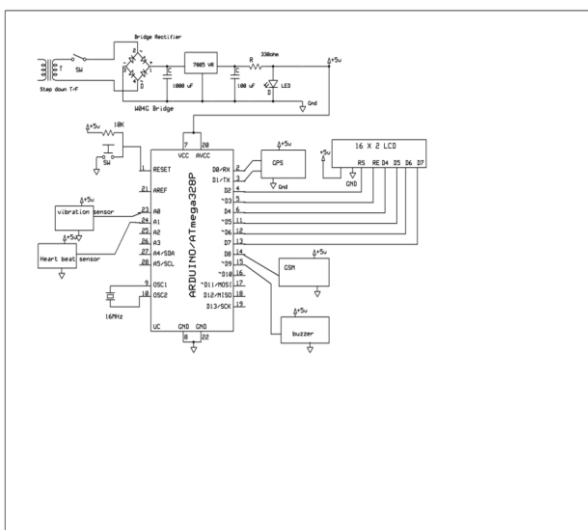 Bridge Rectifier
2
T
SW
Step down TrF
D
W04G Bridge
C
1000 uF
7805 VR
C
100 uF
R
330ohm
D
LED
+5v
Gnd
+5v
10K
SW
7 20
VCC AVCC
1 RESET
21 AREF
23 A0
24 A1
25 A2
26 A3
27 A4/SDA
28 A5/SCL
9 OSC1
10 OSC2
UC
GND GND
8 22
ARDUINO/ATmega328P
D0/RX 2
D1/TX 3
D2 4
~D3 5
D4 6
~D5 11
~D6 12
D7 13
D8 14
~D9 15
~D10 16
~D11/MOSI 17
D12/MISO 18
D13/SCK 19
+5v
vibration sensor
+5v
Heart beat sensor
16MHz
+5v
GPS
Gnd
16 X 2 LCD
+5v
GND
RS RE D4 D5 D6 D7
+5v
GSM
+5v
buzzer